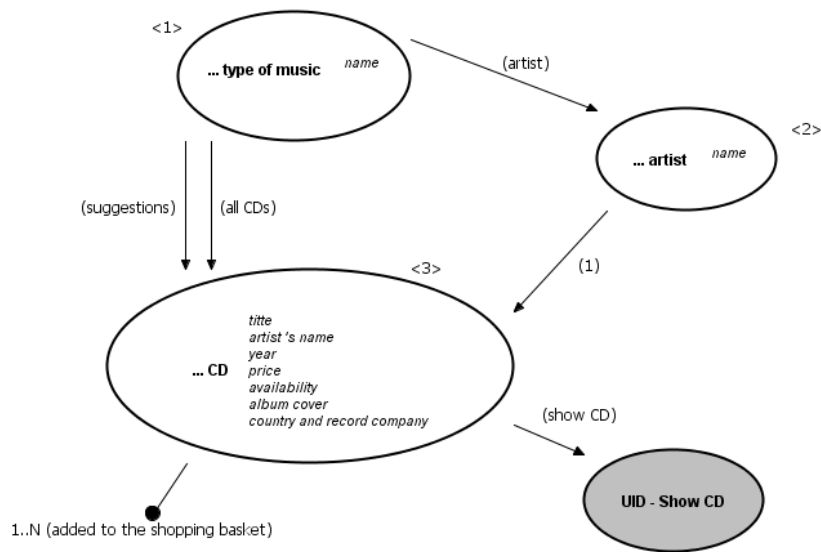 <1>
... type of music name
(artist)
<2>
... artist name
(suggestions)
(all CDs)
(1)
<3>
... CD
titte
artist's name
year
price
availability
album cover
country and record company
(show CD)
UID - Show CD
1..N (added to the shopping basket)